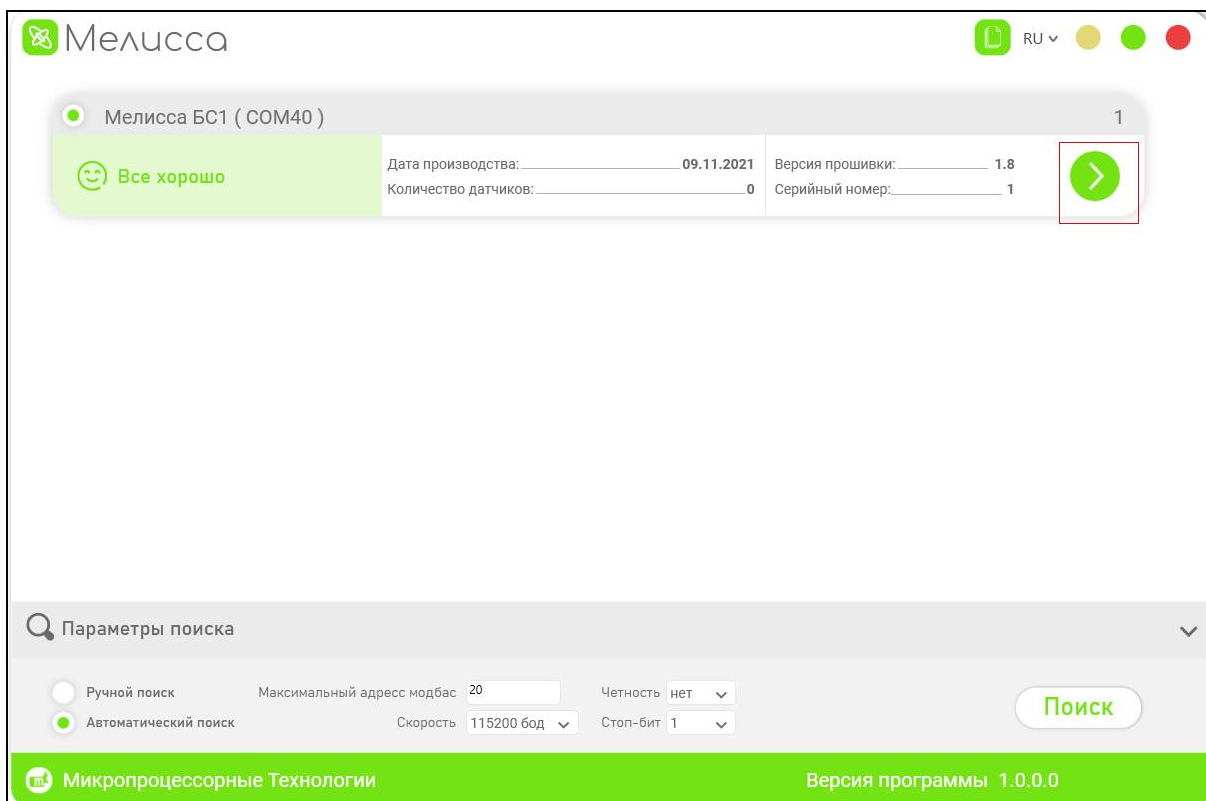 Мелисса
RU
Мелисса БС1 ( COM40 )
1
Все хорошо
Дата производства: 09.11.2021
Количество датчиков: 0
Версия прошивки: 1.8
Серийный номер: 1
Параметры поиска
Ручной поиск
Автоматический поиск
Максимальный адресс модбас 20
Скорость 115200 бод
Четность нет
Стоп-бит 1
Поиск
Микропроцессорные Технологии
Версия программы 1.0.0.0